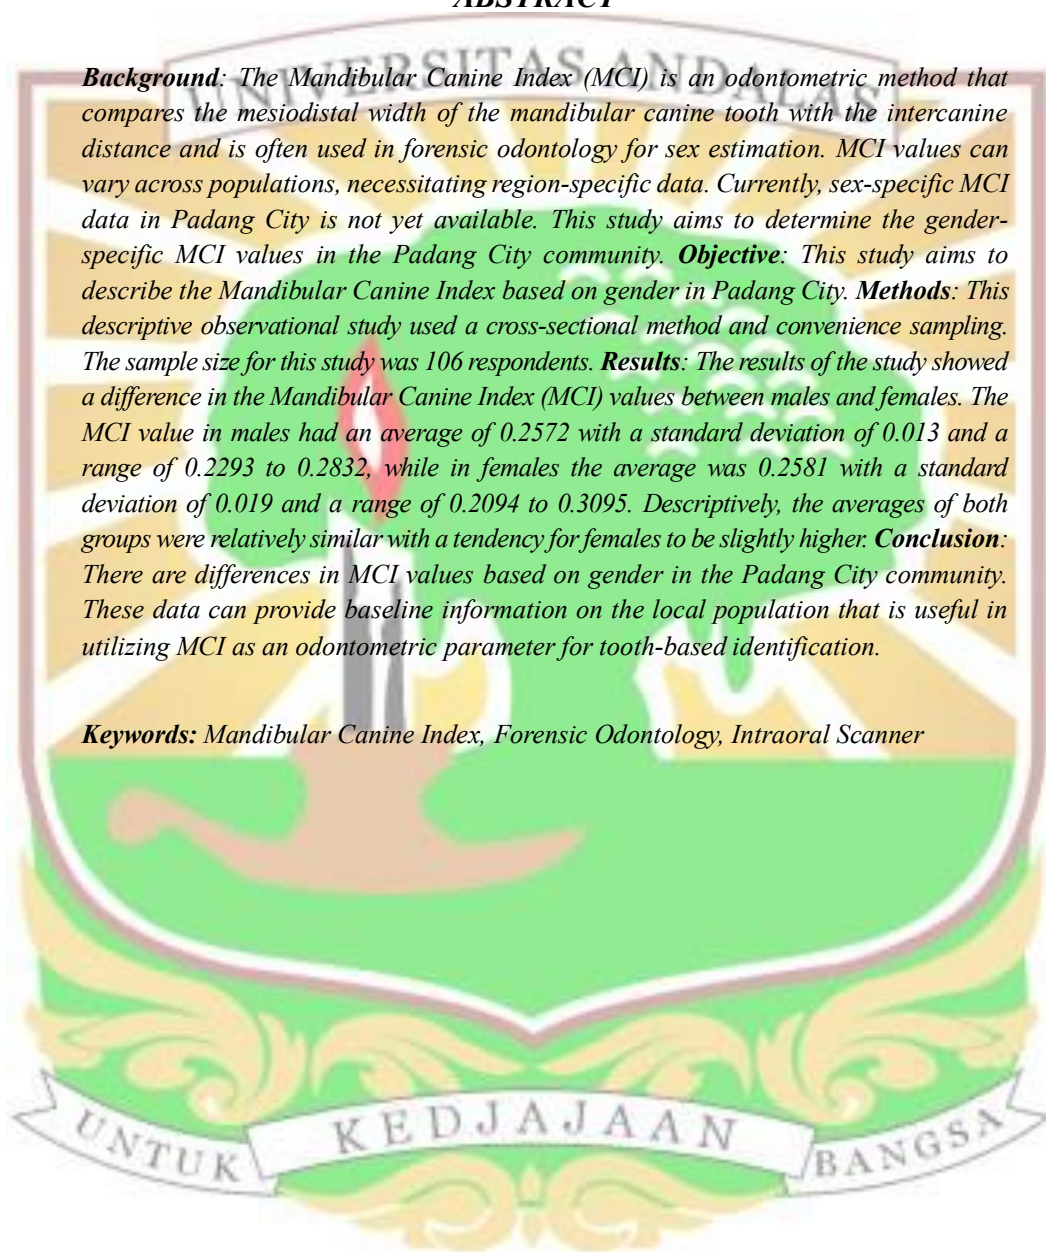 ABSTRACT
UNIVERSITAS ANDALAS
Background: The Mandibular Canine Index (MCI) is an odontometric method that
compares the mesiodistal width of the mandibular canine tooth with the intercanine
distance and is often used in forensic odontology for sex estimation. MCI values can
vary across populations, necessitating region-specific data. Currently, sex-specific MCI
data in Padang City is not yet available. This study aims to determine the gender-
specific MCI values in the Padang City community. Objective: This study aims to
describe the Mandibular Canine Index based on gender in Padang City. Methods: This
descriptive observational study used a cross-sectional method and convenience sampling.
The sample size for this study was 106 respondents. Results: The results of the study showed
a difference in the Mandibular Canine Index (MCI) values between males and females. The
MCI value in males had an average of 0.2572 with a standard deviation of 0.013 and a
range of 0.2293 to 0.2832, while in females the average was 0.2581 with a standard
deviation of 0.019 and a range of 0.2094 to 0.3095. Descriptively, the averages of both
groups were relatively similar with a tendency for females to be slightly higher. Conclusion:
There are differences in MCI values based on gender in the Padang City community.
These data can provide baseline information on the local population that is useful in
utilizing MCI as an odontometric parameter for tooth-based identification.
Keywords: Mandibular Canine Index, Forensic Odontology, Intraoral Scanner
UNTUK KEDJAJAAN BANGSA